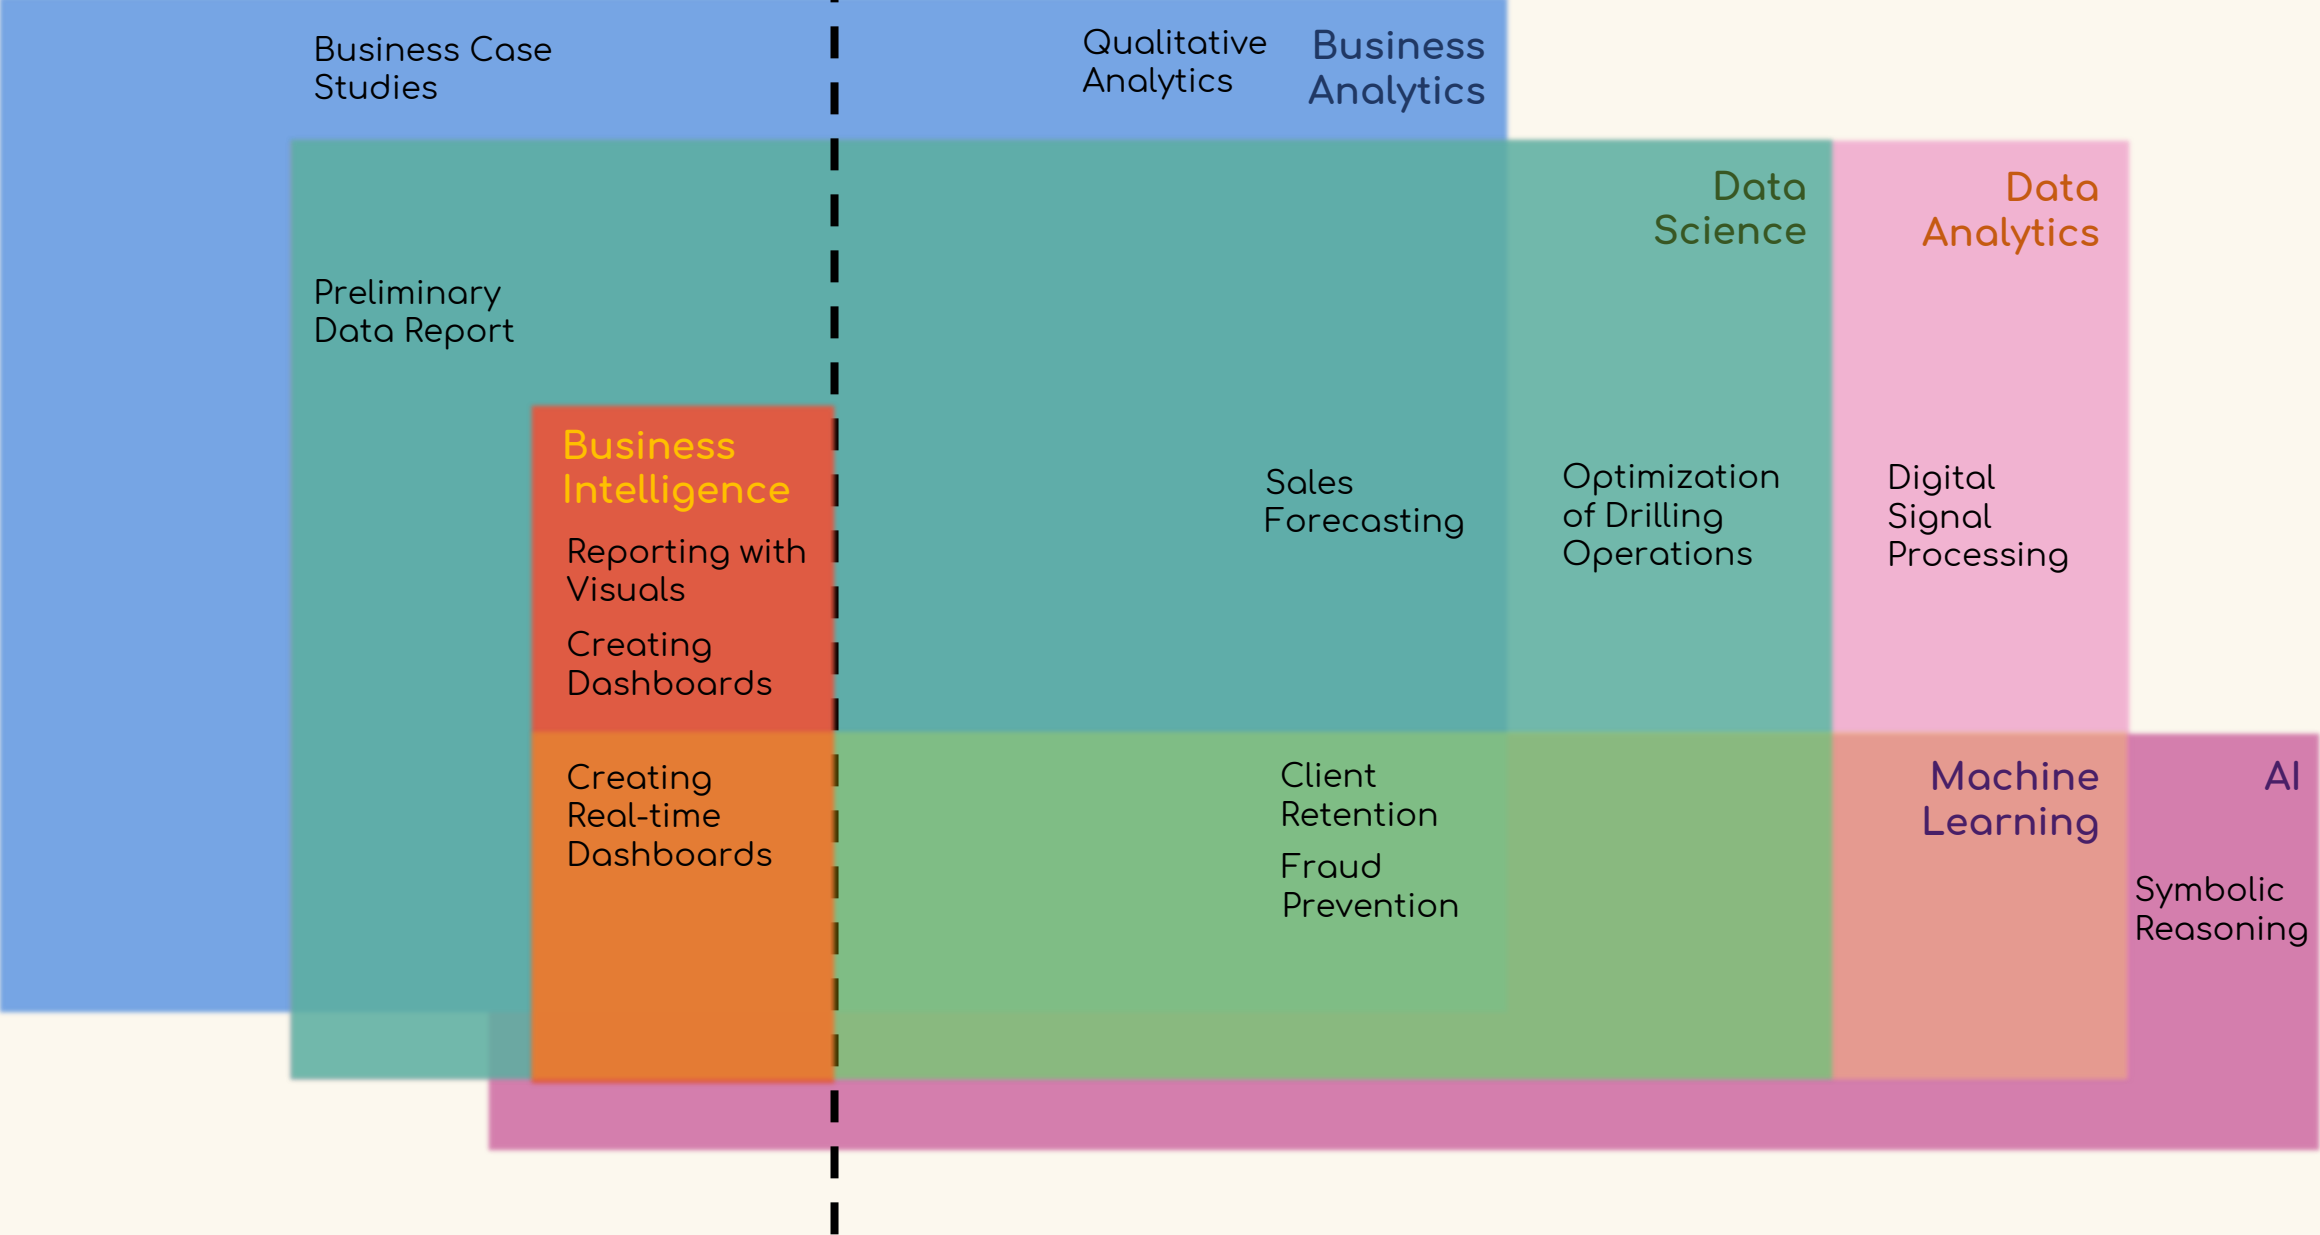 Business Case
Studies
Qualitative
Analytics
Business
Analytics
Data
Science
Data
Analytics
Preliminary
Data Report
Business
Intelligence
Reporting with
Visuals
Creating
Dashboards
Sales
Forecasting
Optimization
of Drilling
Operations
Digital
Signal
Processing
Creating
Real-time
Dashboards
Client
Retention
Fraud
Prevention
Machine
Learning
AI
Symbolic
Reasoning